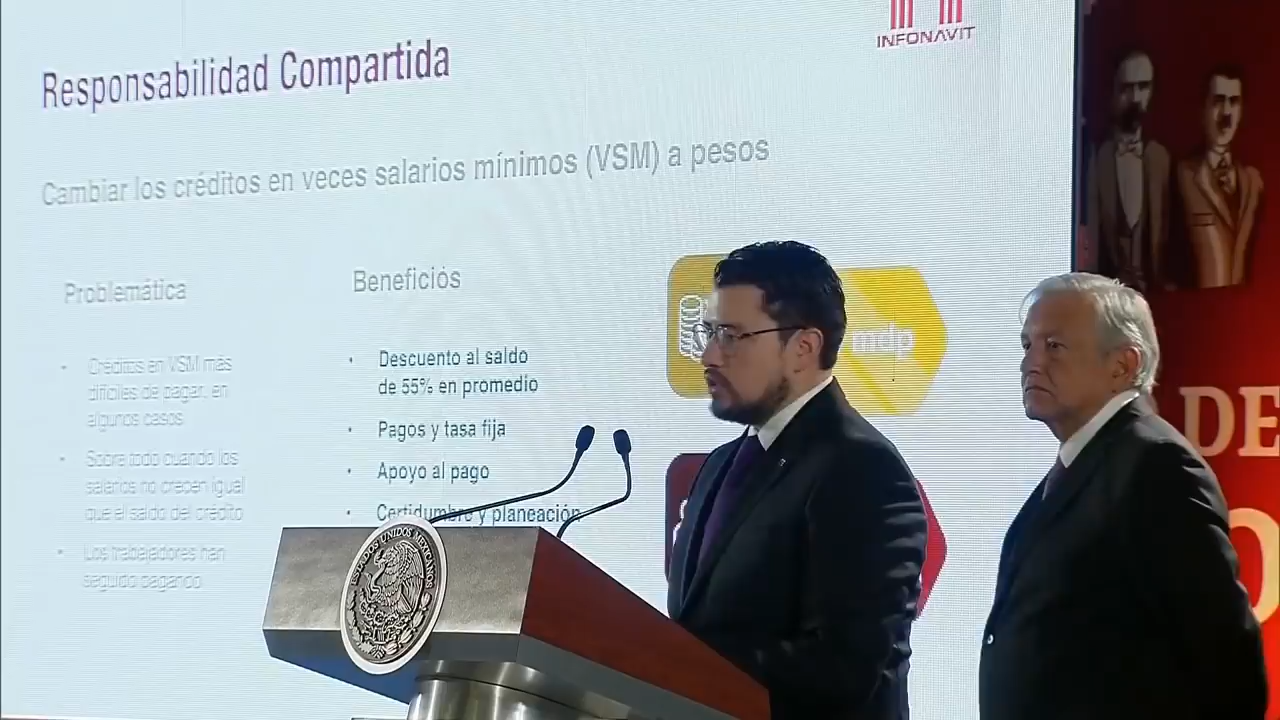 INFONAVIT
Responsabilidad Compartida
Cambiar los créditos en veces salarios mínimos (VSM) a pesos
Problemática
• Créditos en VSM más
difíciles de pagar, en
algunos casos
• Sobre todo cuando los
salarios no crecen igual
que el saldo del crédito
• Los trabajadores han
seguido pagando
Beneficios
• Descuento al saldo
de 55% en promedio
• Pagos y tasa fija
• Apoyo al pago
• Certidumbre y planeación
mdp
ESTADOS UNIDOS MEXICANOS
DE
O